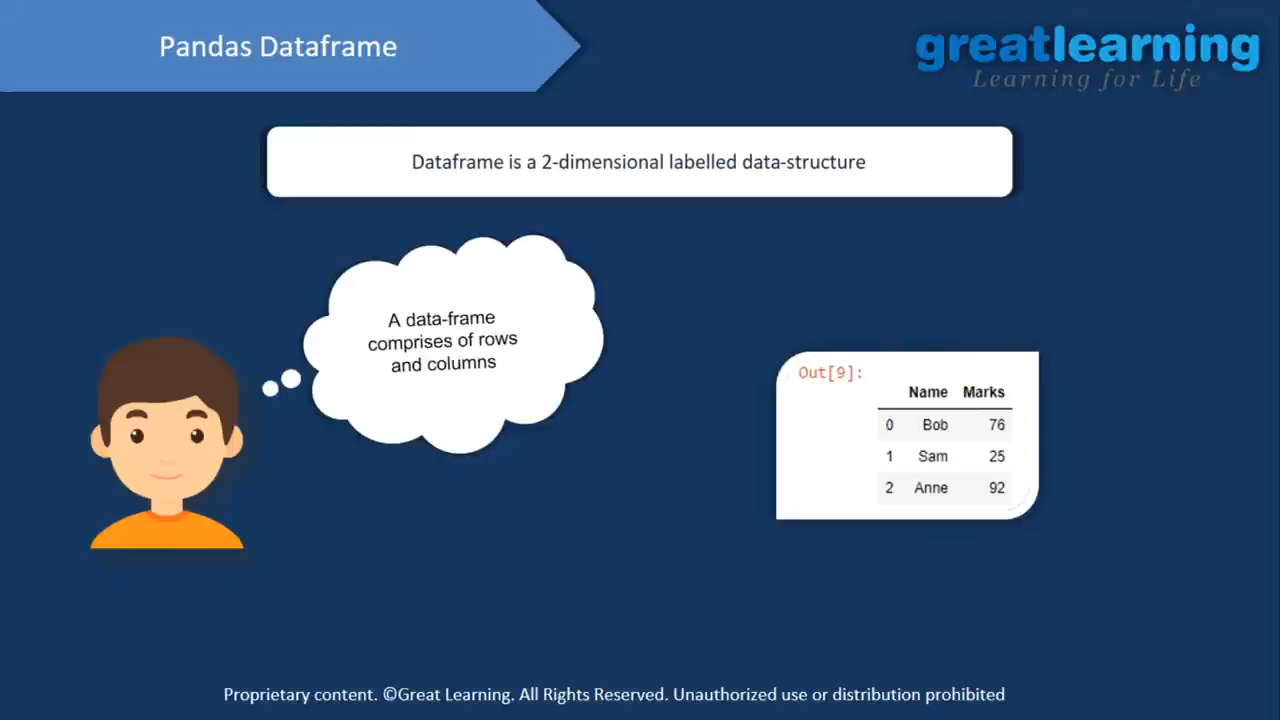 Pandas Dataframe
greatlearning
Learning for Life
Dataframe is a 2-dimensional labelled data-structure
A data-frame
comprises of rows
and columns
Out[9]:
Name Marks
0 Bob 76
1 Sam 25
2 Anne 92
Proprietary content. ©Great Learning. All Rights Reserved. Unauthorized use or distribution prohibited